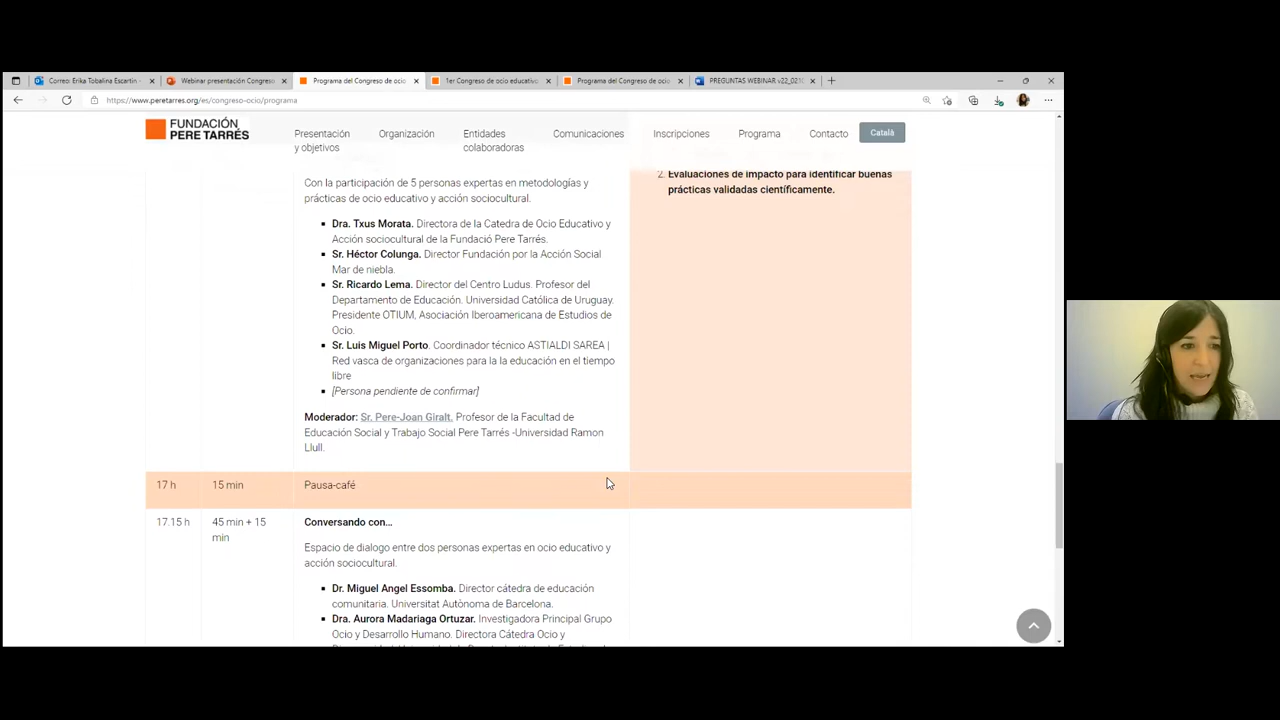 Correo: Erika Tobalina Escartin -
Webinar presentación Congreso
Programa del Congreso de ocio
1er Congreso de ocio educativo
Programa del Congreso de ocio
PREGUNTAS WEBINAR v22_02
https://www.peretarres.org/es/congreso-ocio/programa
FUNDACIÓN
PERE TARRÉS
Presentación
y objetivos
Organización
Entidades
colaboradoras
Comunicaciones
Inscripciones
Programa
Contacto
Català
Con la participación de 5 personas expertas en metodologías y
prácticas de ocio educativo y acción sociocultural.
Dra. Txus Morata. Directora de la Catedra de Ocio Educativo y
Acción sociocultural de la Fundació Pere Tarrés.
Sr. Héctor Colunga. Director Fundación por la Acción Social
Mar de niebla.
Sr. Ricardo Lema. Director del Centro Ludus. Profesor del
Departamento de Educación. Universidad Católica de Uruguay.
Presidente OTIUM, Asociación Iberoamericana de Estudios de
Ocio.
Sr. Luis Miguel Porto. Coordinador técnico ASTIALDI SAREA |
Red vasca de organizaciones para la la educación en el tiempo
libre
[Persona pendiente de confirmar]
Moderador: Sr. Pere-Joan Giralt. Profesor de la Facultad de
Educación Social y Trabajo Social Pere Tarrés -Universidad Ramon
Llull.
2. Evaluaciones de impacto para identificar buenas
prácticas validadas científicamente.
17 h 15 min Pausa-café
17.15 h 45 min + 15
min
Conversando con...
Espacio de dialogo entre dos personas expertas en ocio educativo y
acción sociocultural.
Dr. Miguel Angel Essomba. Director cátedra de educación
comunitaria. Universitat Autònoma de Barcelona.
Dra. Aurora Madariaga Ortuzar. Investigadora Principal Grupo
Ocio y Desarrollo Humano. Directora Cátedra Ocio y